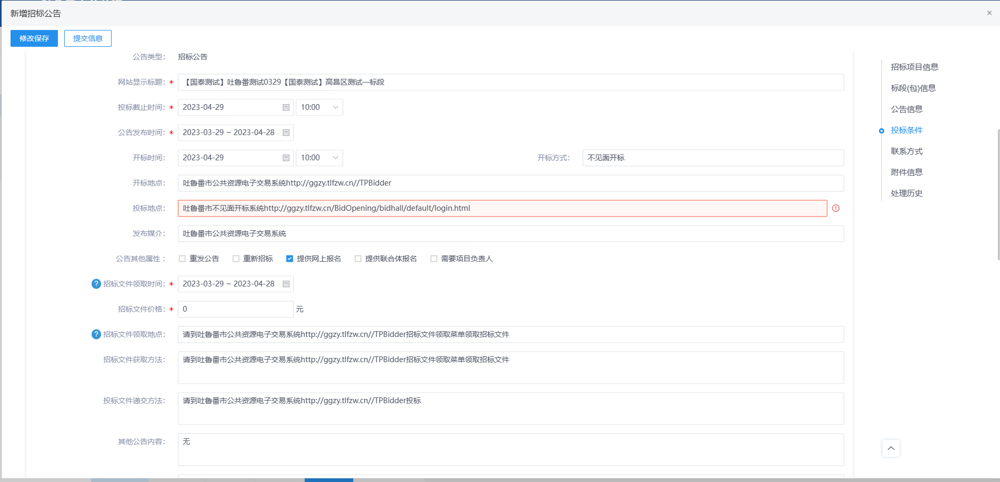 新增招标公告
修改保存 提交信息
公告类型： 招标公告
网站显示标题：* 【国泰测试】吐鲁番测试0329【国泰测试】高昌区测试一标段
投标截止时间：* 2023-04-29 10:00
公告发布时间：* 2023-03-29 ~ 2023-04-28
开标时间： 2023-04-29 10:00 开标方式： 不见面开标
开标地点： 吐鲁番市公共资源电子交易系统http://ggzy.tlfzw.cn//TPBidder
投标地点： 吐鲁番市不见面开标系统http://ggzy.tlfzw.cn/BidOpening/bidhall/default/login.html
发布媒介： 吐鲁番市公共资源电子交易系统
公告其他属性： 重发公告 重新招标 提供网上报名 提供联合体报名 需要项目负责人
? 招标文件领取时间：* 2023-03-29 ~ 2023-04-28
招标文件价格：* 0 元
? 招标文件领取地点： 请到吐鲁番市公共资源电子交易系统http://ggzy.tlfzw.cn//TPBidder招标文件领取菜单领取招标文件
招标文件获取方法： 请到吐鲁番市公共资源电子交易系统http://ggzy.tlfzw.cn//TPBidder招标文件领取菜单领取招标文件
投标文件递交方法： 请到吐鲁番市公共资源电子交易系统http://ggzy.tlfzw.cn//TPBidder投标
其他公告内容： 无
招标项目信息
标段(包)信息
公告信息
投标条件
联系方式
附件信息
处理历史